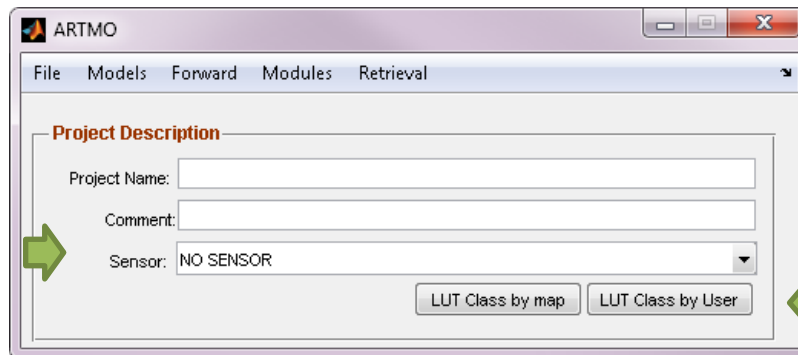 ARTMO
File Models Forward Modules Retrieval
Project Description
Project Name:
Comment:
Sensor: NO SENSOR
LUT Class by map LUT Class by User